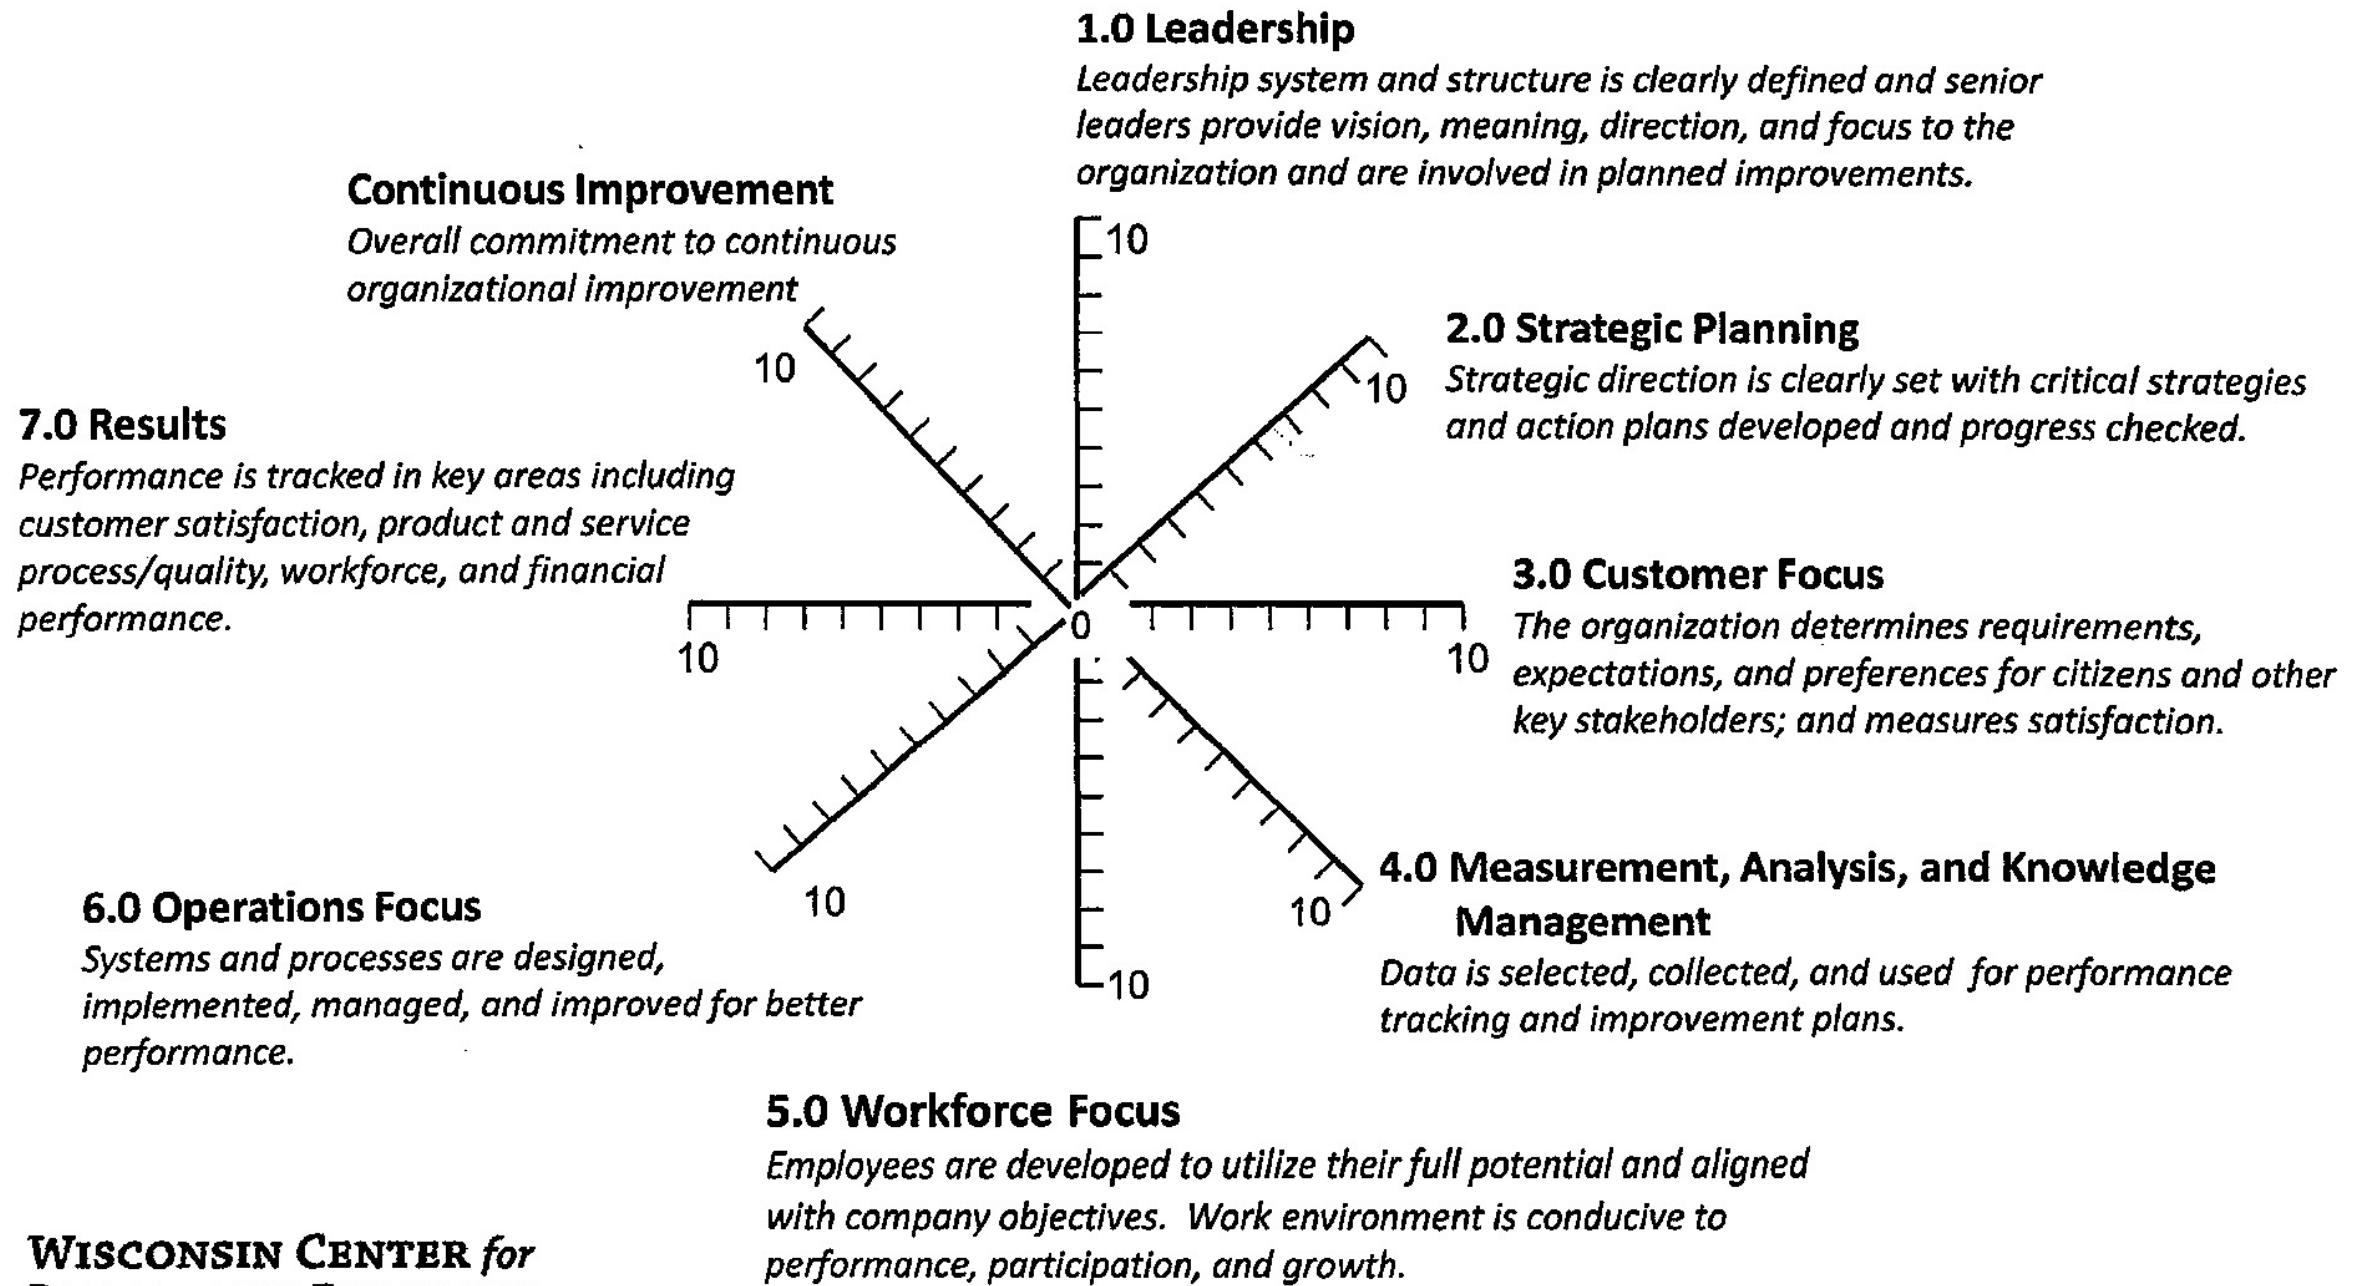 1.0 Leadership
Leadership system and structure is clearly defined and senior
leaders provide vision, meaning, direction, and focus to the
organization and are involved in planned improvements.
10
Continuous Improvement
Overall commitment to continuous
organizational improvement
10
2.0 Strategic Planning
Strategic direction is clearly set with critical strategies
and action plans developed and progress checked.
10
7.0 Results
Performance is tracked in key areas including
customer satisfaction, product and service
process/quality, workforce, and financial
performance.
10
0
3.0 Customer Focus
The organization determines requirements,
expectations, and preferences for citizens and other
key stakeholders; and measures satisfaction.
10
4.0 Measurement, Analysis, and Knowledge
Management
Data is selected, collected, and used for performance
tracking and improvement plans.
10
6.0 Operations Focus
Systems and processes are designed,
implemented, managed, and improved for better
performance.
10
10
5.0 Workforce Focus
Employees are developed to utilize their full potential and aligned
with company objectives. Work environment is conducive to
performance, participation, and growth.
WISCONSIN CENTER for